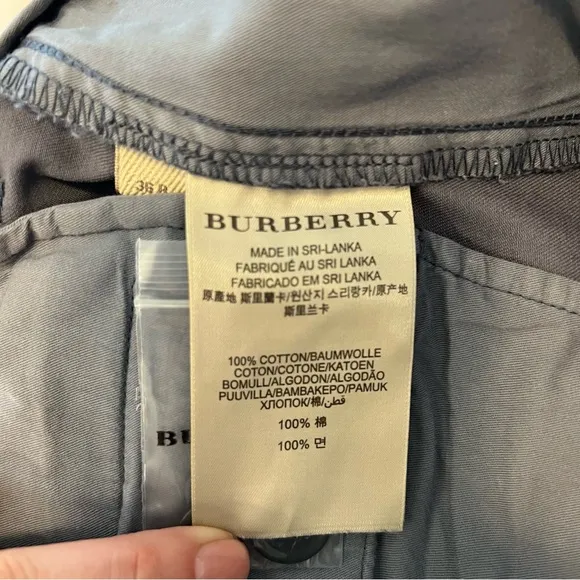 36 R
BURBERRY
MADE IN SRI-LANKA
FABRIQUÉ AU SRI LANKA
FABRICADO EM SRI LANKA
原產地 斯里蘭卡/원산지 스리랑카/原产地
斯里兰卡
100% COTTON/BAUMWOLLE
COTON/COTONE/KATOEN
BOMULL/ALGODON/ALGODÃO
PUUVILLA/BAMBAKEPO/PAMUK
ХЛОПОК/棉/قطن
100% 棉
100% 면
BU